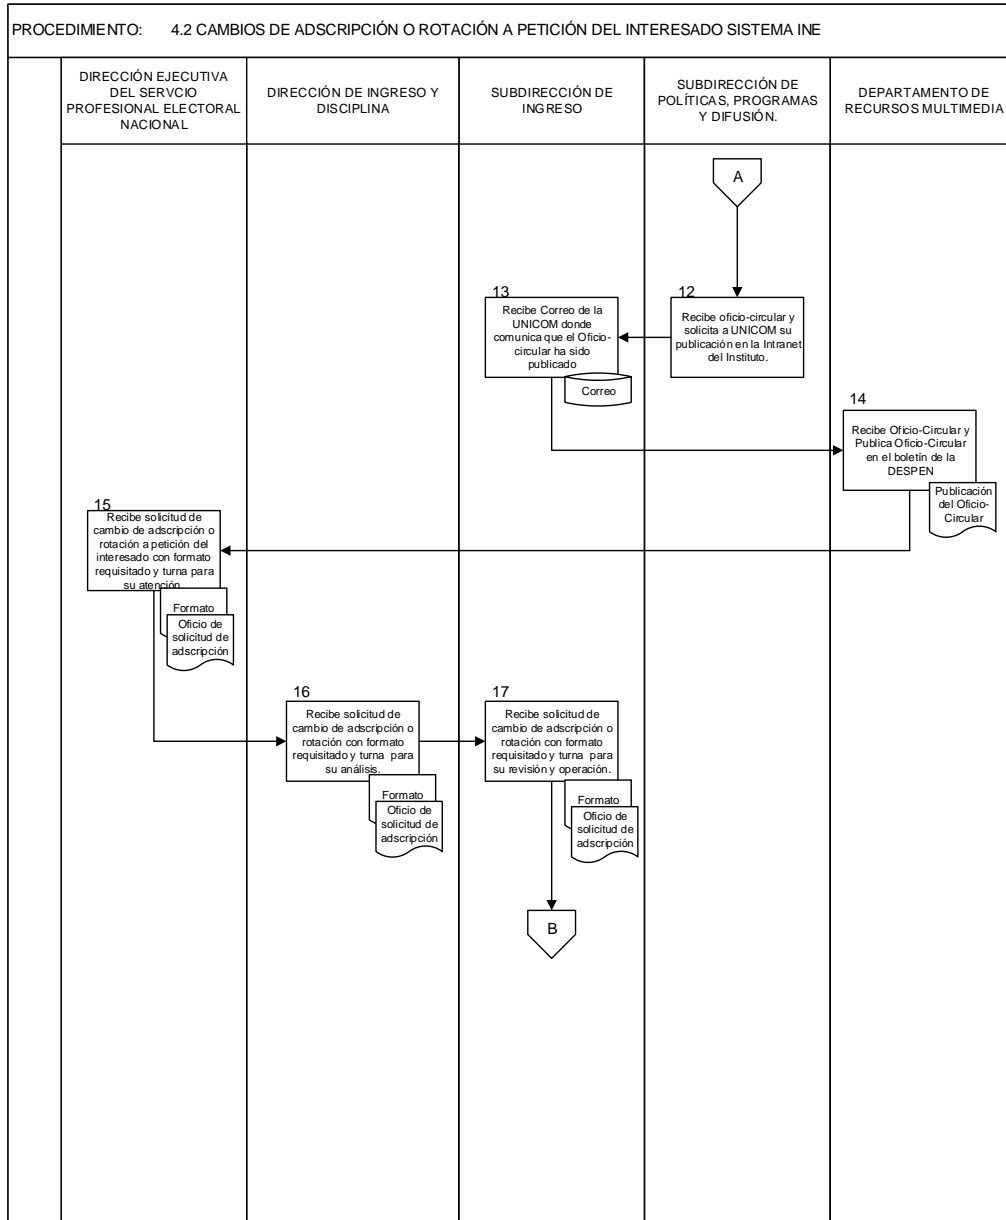 PROCEDIMIENTO: 4.2 CAMBIOS DE ADSCRIPCIÓN O ROTACIÓN A PETICIÓN DEL INTERESADO SISTEMA INE
DIRECCIÓN EJECUTIVA
DEL SERVCIO
PROFESIONAL ELECTORAL
NACIONAL
DIRECCIÓN DE INGRESO Y
DISCIPLINA
SUBDIRECCIÓN DE
INGRESO
SUBDIRECCIÓN DE
POLÍTICAS, PROGRAMAS
Y DIFUSIÓN.
DEPARTAMENTO DE
RECURSOS MULTIMEDIA
A
12
Recibe oficio-circular y
solicita a UNICOM su
publicación en la Intranet
del Instituto.
13
Recibe Correo de la
UNICOM donde
comunica que el Oficio-
circular ha sido
publicado
Correo
14
Recibe Oficio-Circular y
Publica Oficio-Circular
en el boletín de la
DESPEN
Publicación
del Oficio-
Circular
15
Recibe solicitud de
cambio de adscripción o
rotación a petición del
interesado con formato
requisitado y turna para
su atención.
Formato
Oficio de
solicitud de
adscripción
16
Recibe solicitud de
cambio de adscripción o
rotación con formato
requisitado y turna para
su análisis.
Formato
Oficio de
solicitud de
adscripción
17
Recibe solicitud de
cambio de adscripción o
rotación con formato
requisitado y turna para
su revisión y operación.
Formato
Oficio de
solicitud de
adscripción
B